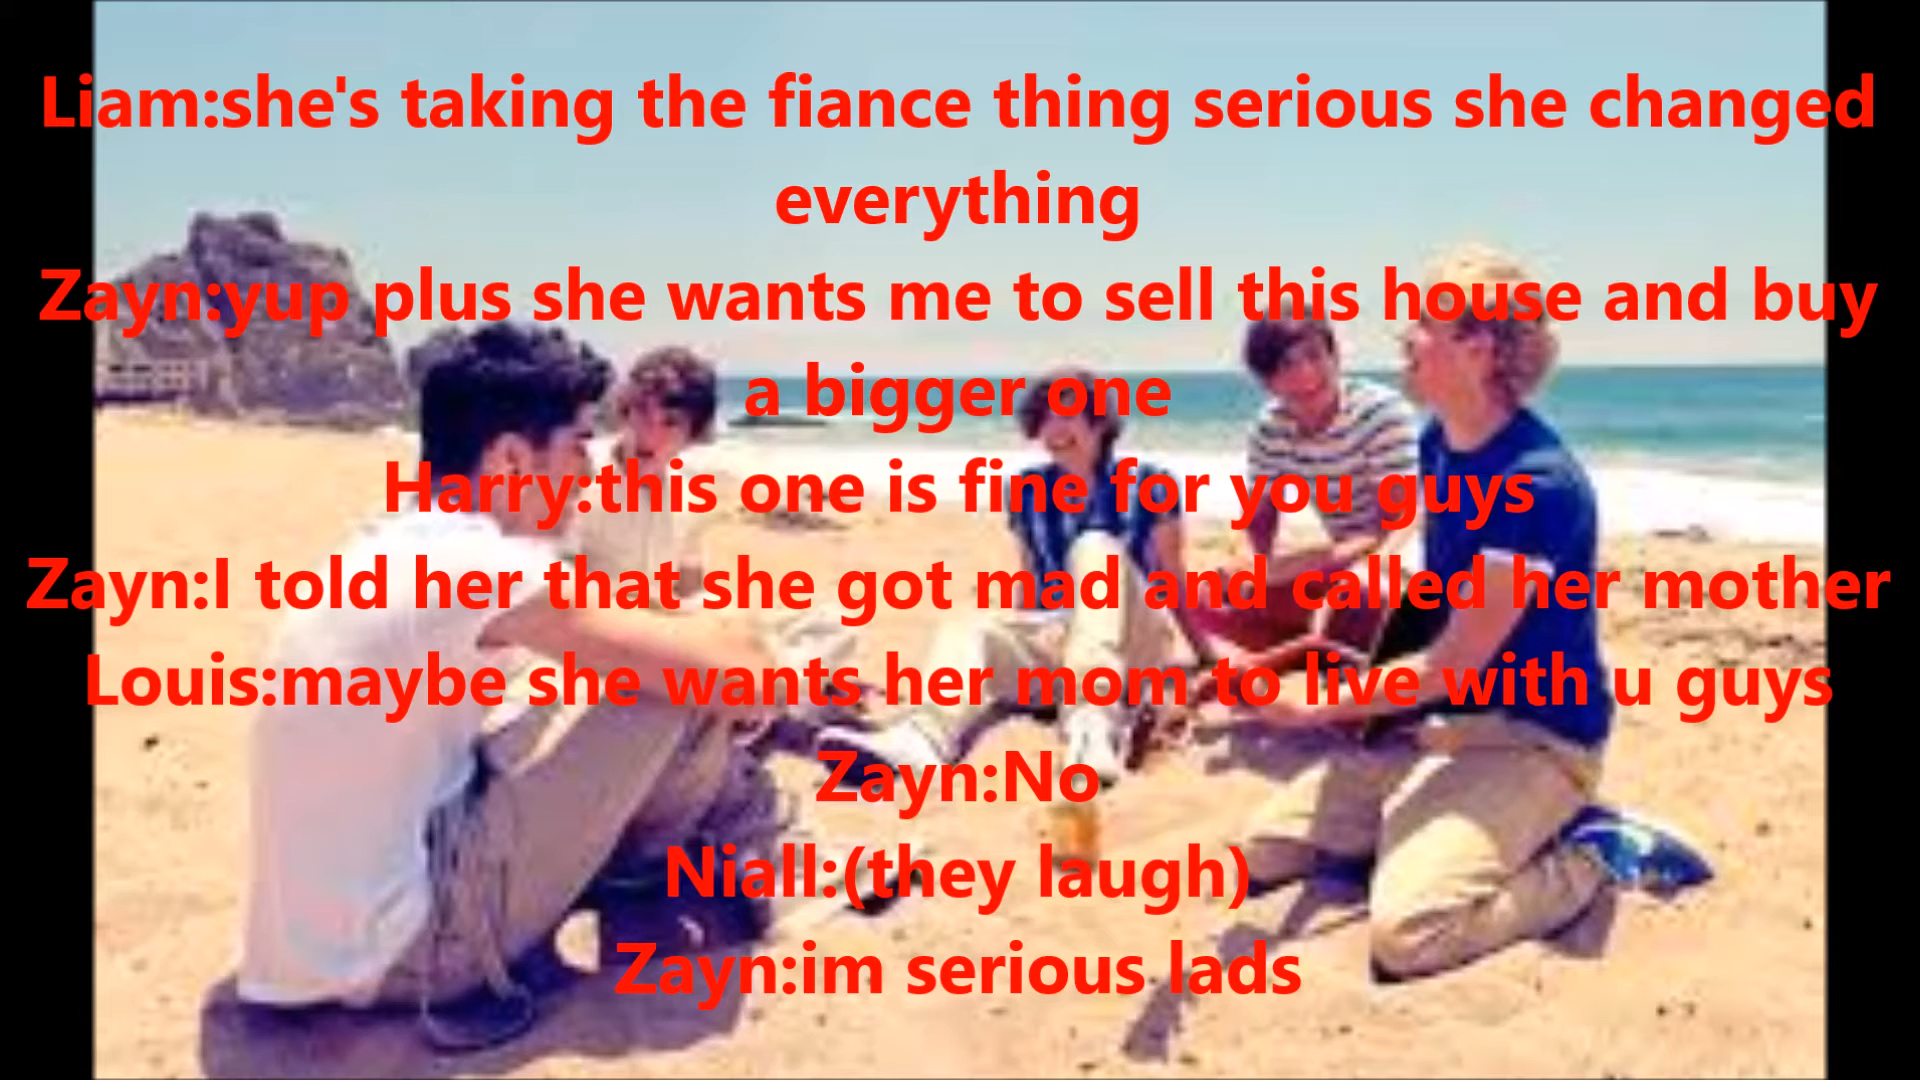 Liam:she's taking the fiance thing serious she changed
everything
Zayn:yup plus she wants me to sell this house and buy
a bigger one
Harry:this one is fine for you guys
Zayn:I told her that she got mad and called her mother
Louis:maybe she wants her mom to live with u guys
Zayn:No
Niall:(they laugh)
Zayn:im serious lads